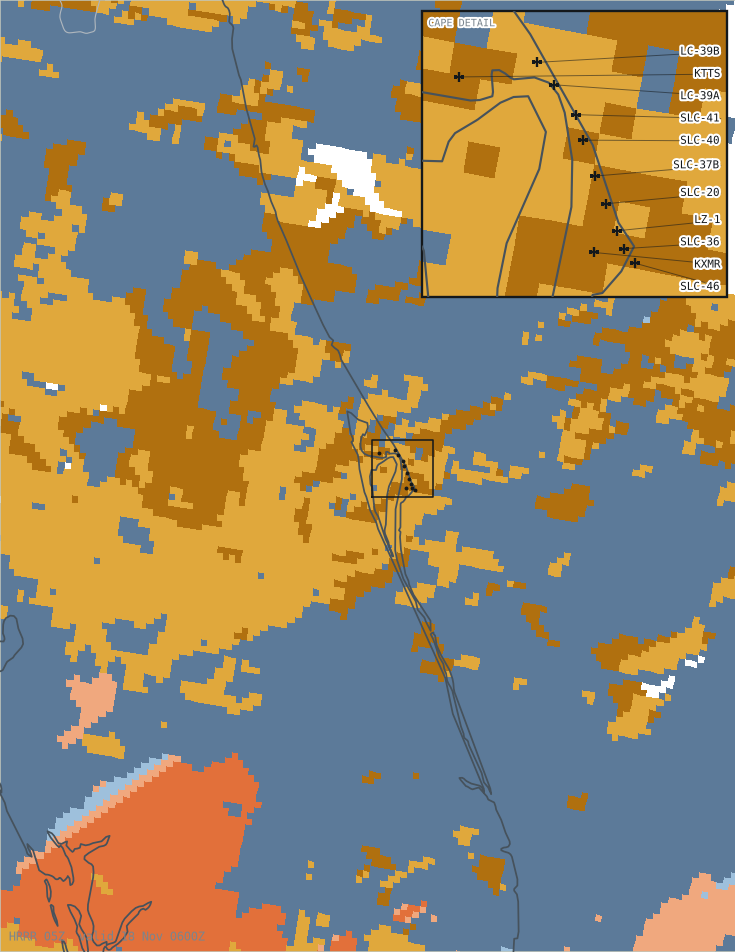 CAPE DETAIL
LC-39B
KTTS
LC-39A
SLC-41
SLC-40
SLC-37B
SLC-20
LZ-1
SLC-36
KXMR
SLC-46